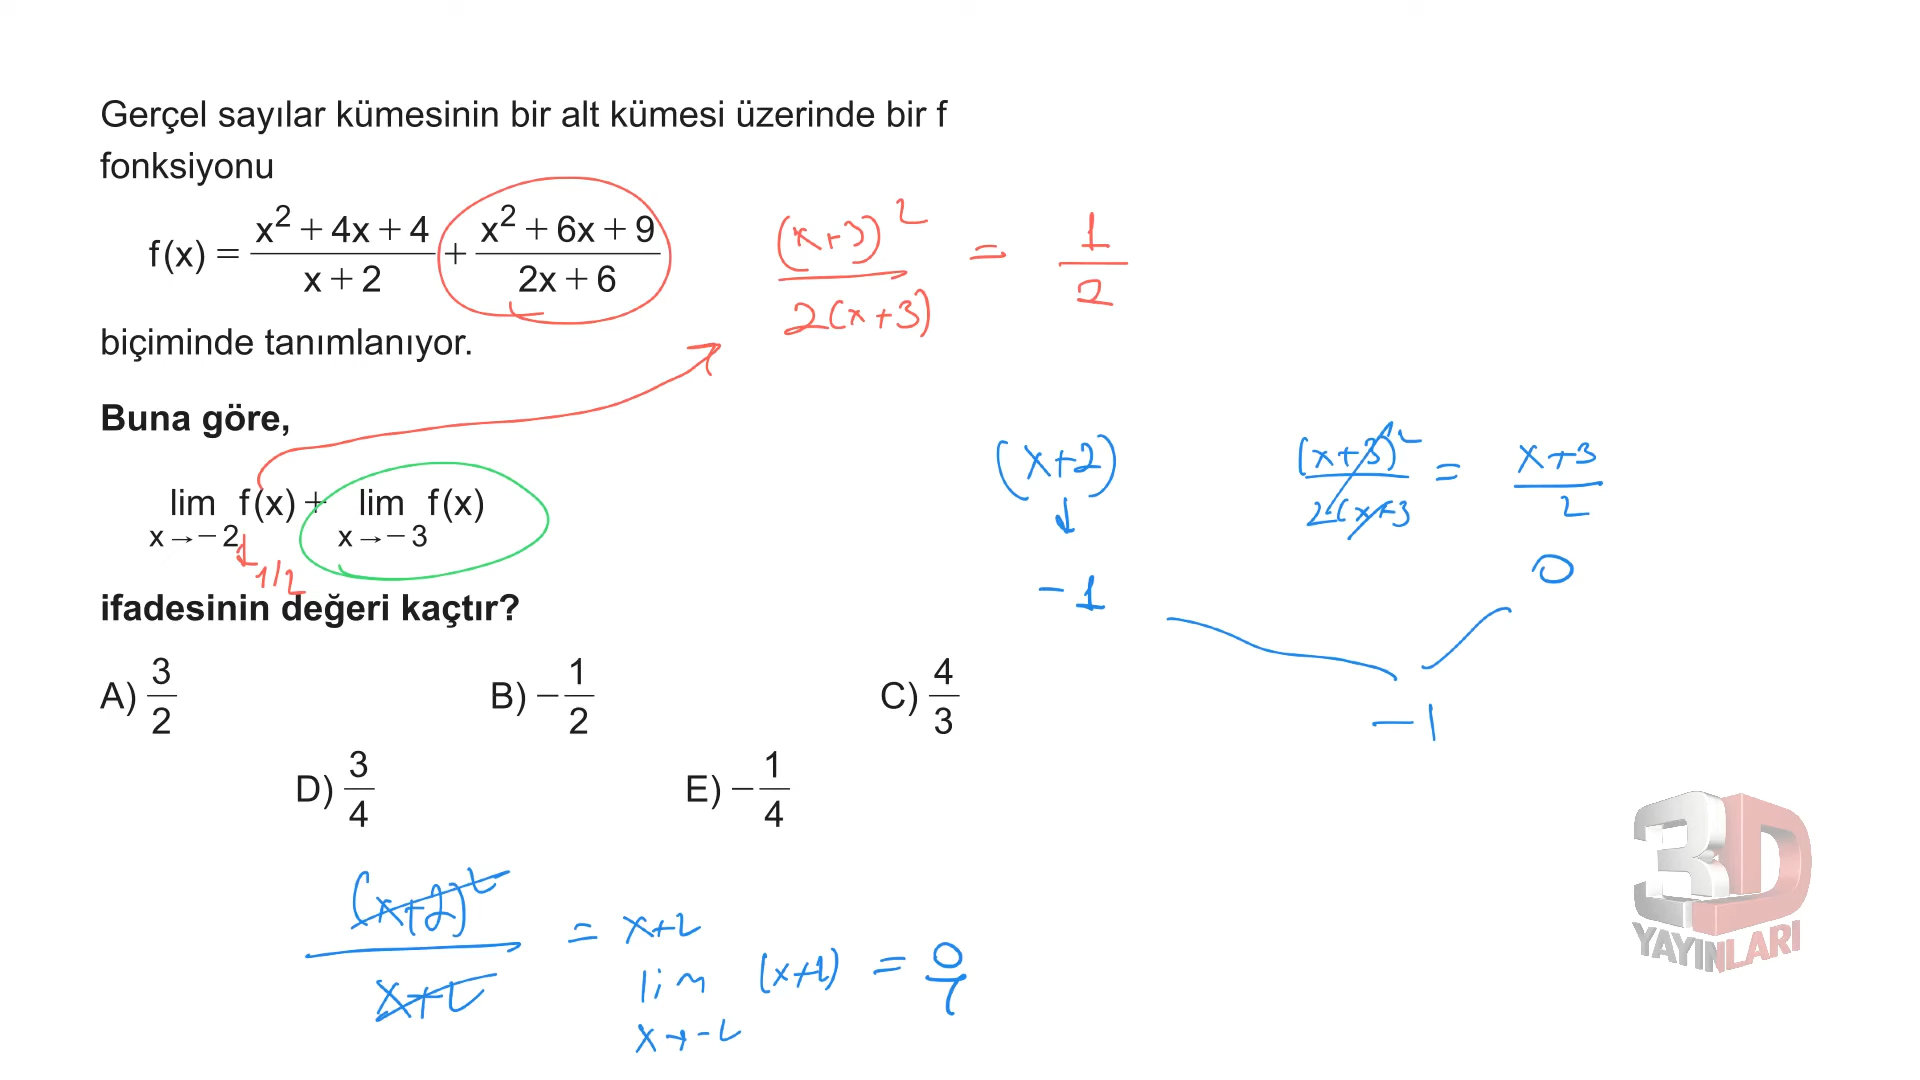 Gerçel sayılar kümesinin bir alt kümesi üzerinde bir f
fonksiyonu
f(x) = (x² + 4x + 4)/(x + 2) + (x² + 6x + 9)/(2x + 6)
(x+3)²/2(x+3) = 1/2
biçiminde tanımlanıyor.
Buna göre,
lim x→−2 f(x) + lim x→−3 f(x)
1/2
(x+2)
↓
-1
(x+3)²/2(x+3 = x+3/2
0
-1
ifadesinin değeri kaçtır?
A) 3/2 B) −1/2 C) 4/3
D) 3/4 E) −1/4
(x+2)²/x+2 = x+2
lim x→-2 (x+2) = 0
3D
YAYINLARI